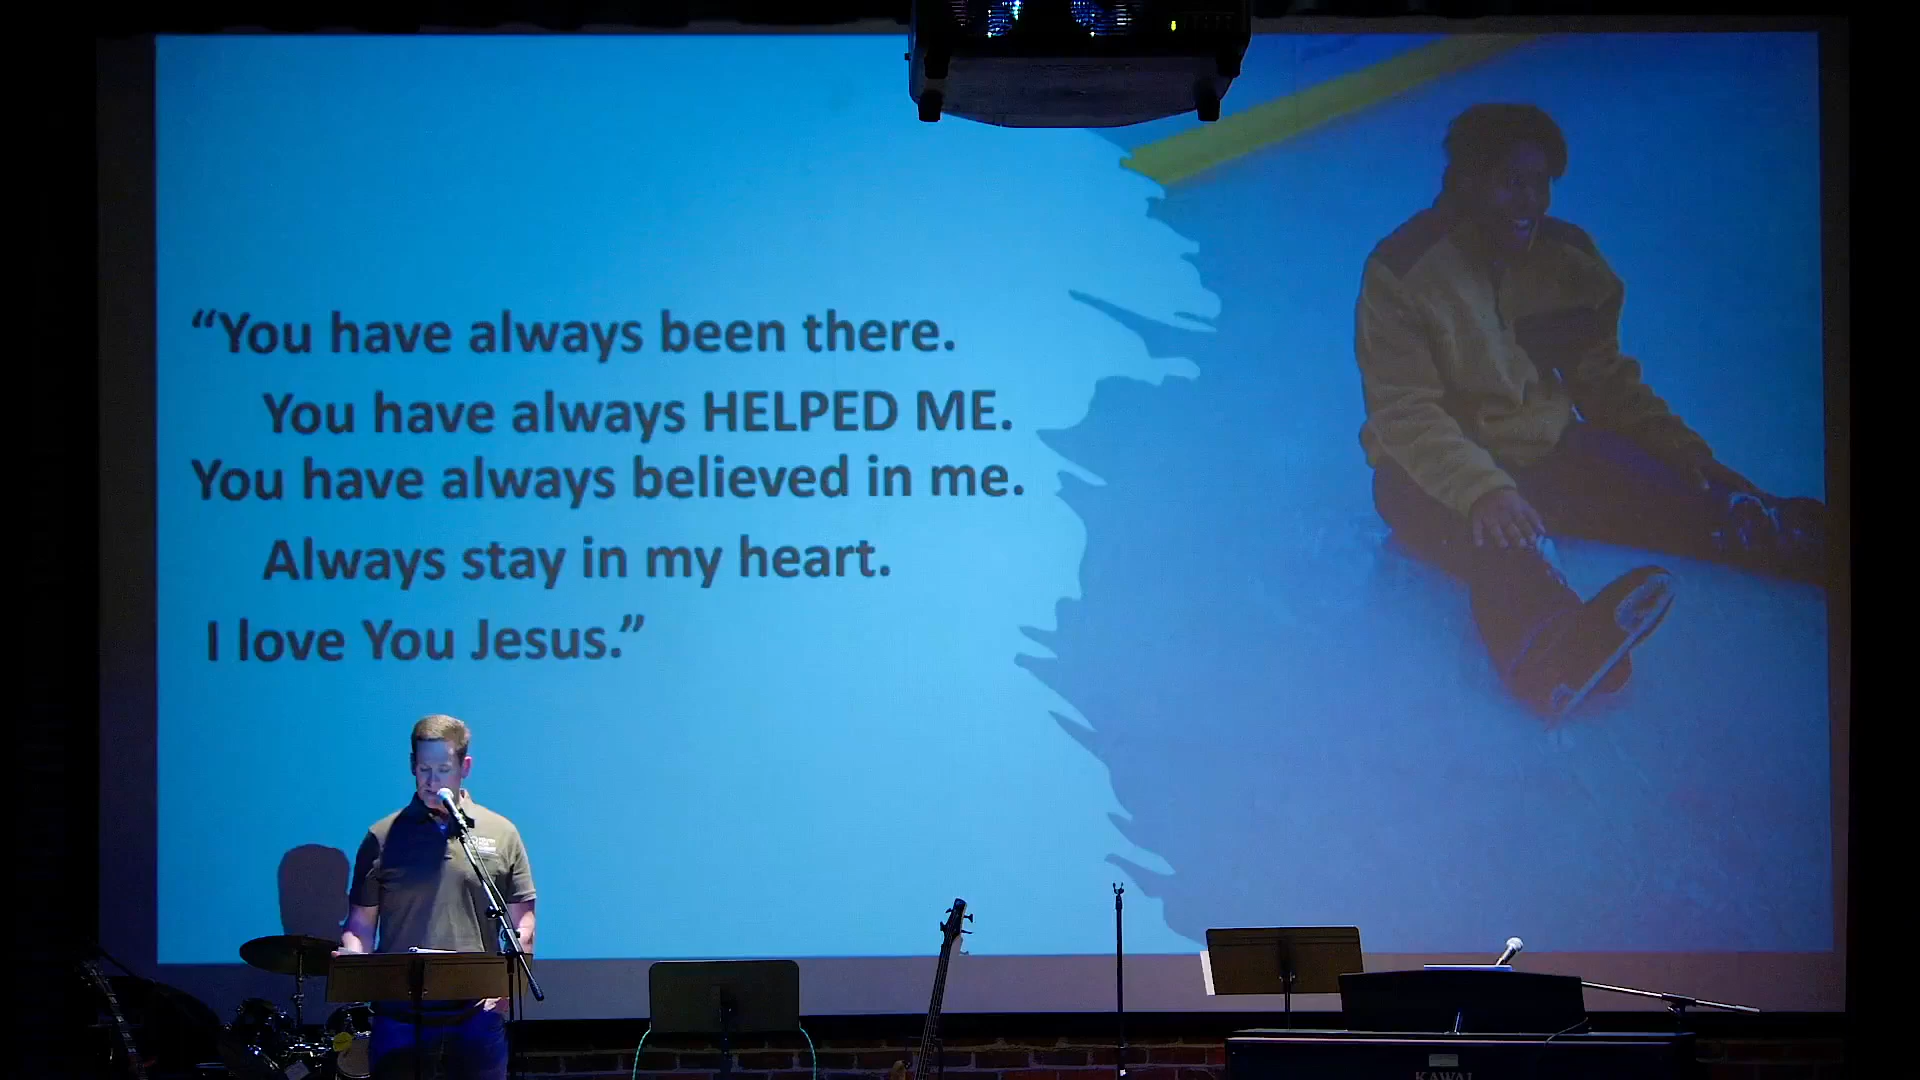 “You have always been there.
You have always HELPED ME.
You have always believed in me.
Always stay in my heart.
I love You Jesus.”
KAWAI